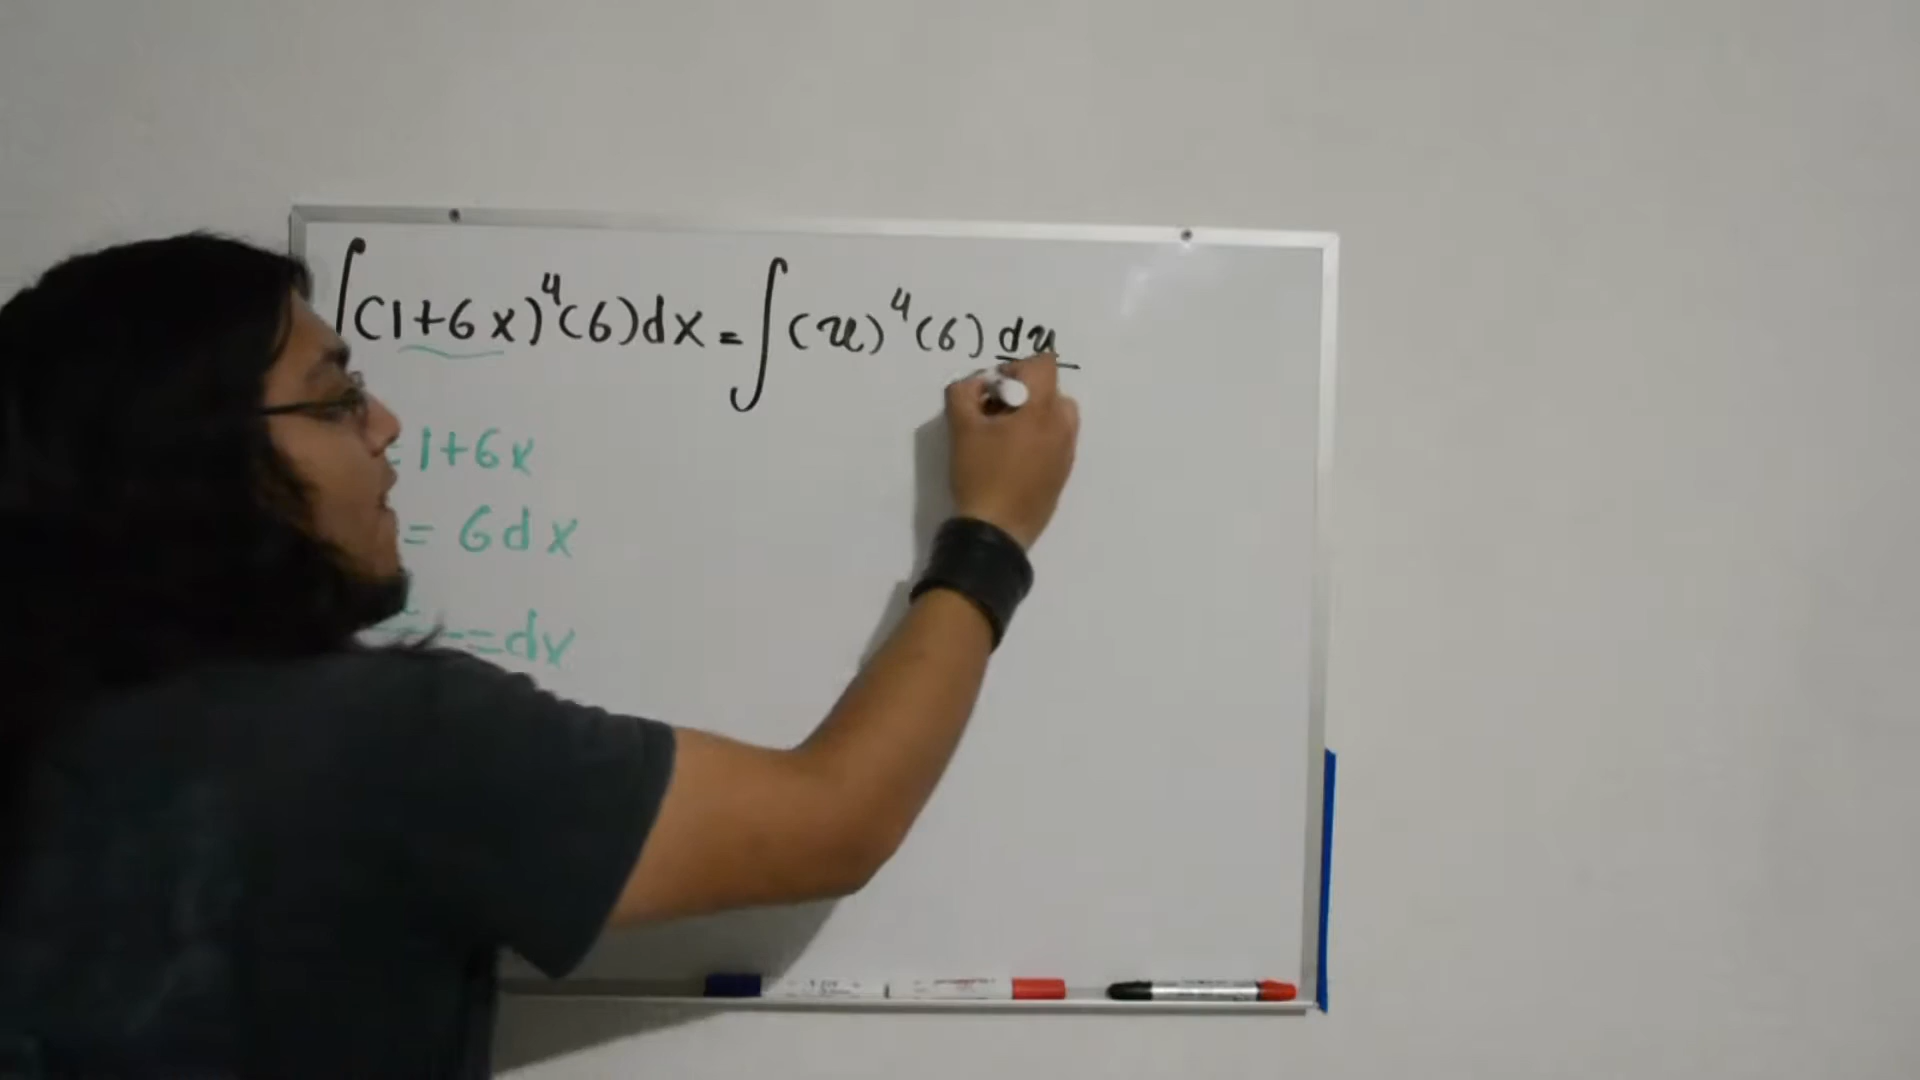 ∫(1+6x)⁴(6)dx=∫(u)⁴(6)du
=1+6x
=6dx
=dx